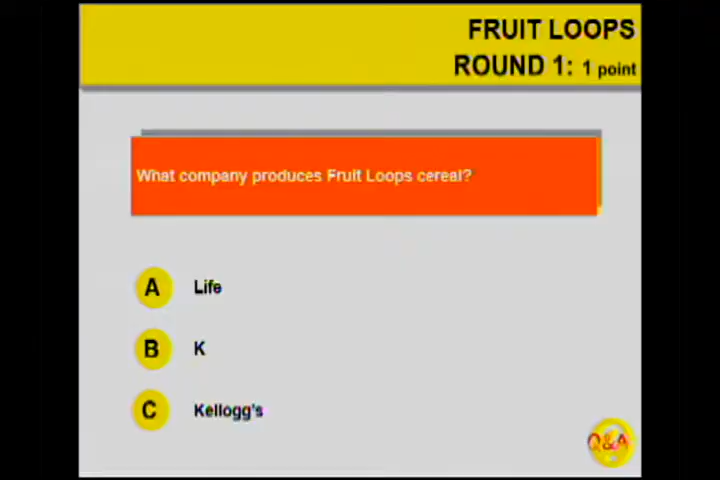 FRUIT LOOPS
ROUND 1: 1 point
What company produces Fruit Loops cereal?
A Life
B K
C Kellogg's
Q&A